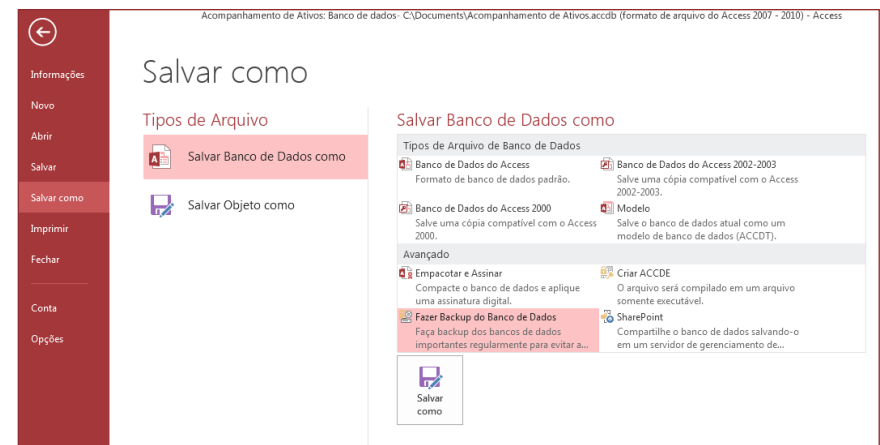 Acompanhamento de Ativos: Banco de dados- C:\Documents\Acompanhamento de Ativos.accdb (formato de arquivo do Access 2007 - 2010) - Access
Informações
Novo
Abrir
Salvar
Salvar como
Imprimir
Fechar
Conta
Opções
Salvar como
Tipos de Arquivo
Salvar Banco de Dados como
Salvar Objeto como
Salvar Banco de Dados como
Tipos de Arquivo de Banco de Dados
Banco de Dados do Access
Formato de banco de dados padrão.
Banco de Dados do Access 2002-2003
Salve uma cópia compatível com o Access
2002-2003.
Banco de Dados do Access 2000
Salve uma cópia compatível com o Access
2000.
Modelo
Salve o banco de dados atual como um
modelo de banco de dados (ACCDT).
Avançado
Empacotar e Assinar
Compacte o banco de dados e aplique
uma assinatura digital.
Criar ACCDE
O arquivo será compilado em um arquivo
somente executável.
Fazer Backup do Banco de Dados
Faça backup dos bancos de dados
importantes regularmente para evitar a...
SharePoint
Compartilhe o banco de dados salvando-o
em um servidor de gerenciamento de...
Salvar
como